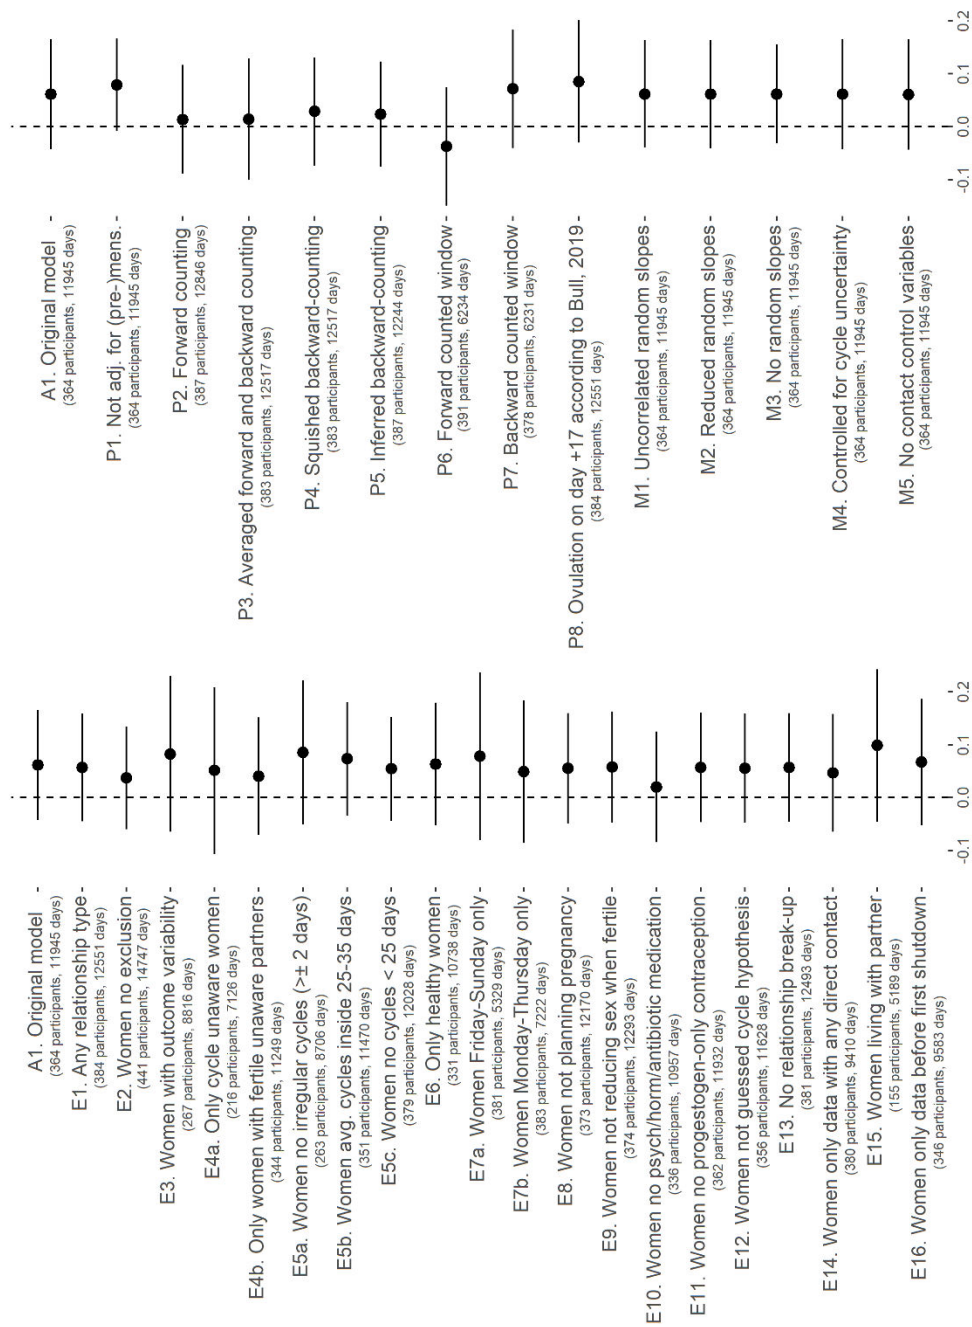 A1. Original model
(364 participants, 11945 days)
E1. Any relationship type
(384 participants, 12551 days)
E2. Women no exclusion
(441 participants, 14747 days)
E3. Women with outcome variability
(267 participants, 8816 days)
E4a. Only cycle unaware women
(216 participants, 7126 days)
E4b. Only women with fertile unaware partners
(344 participants, 11249 days)
E5a. Women no irregular cycles (>± 2 days)
(263 participants, 8706 days)
E5b. Women avg. cycles inside 25-35 days
(351 participants, 11470 days)
E5c. Women no cycles < 25 days
(379 participants, 12028 days)
E6. Only healthy women
(331 participants, 10738 days)
E7a. Women Friday-Sunday only
(381 participants, 5329 days)
E7b. Women Monday-Thursday only
(383 participants, 7222 days)
E8. Women not planning pregnancy
(373 participants, 12170 days)
E9. Women not reducing sex when fertile
(374 participants, 12293 days)
E10. Women no psych/horm/antibiotic medication
(336 participants, 10957 days)
E11. Women no progestogen-only contraception
(362 participants, 11932 days)
E12. Women not guessed cycle hypothesis
(356 participants, 11628 days)
E13. No relationship break-up
(381 participants, 12493 days)
E14. Women only data with any direct contact
(380 participants, 9410 days)
E15. Women living with partner
(155 participants, 5189 days)
E16. Women only data before first shutdown
(346 participants, 9583 days)
-0.1 0.0 0.1 0.2
A1. Original model
(364 participants, 11945 days)
P1. Not adj. for (pre-)mens.
(364 participants, 11945 days)
P2. Forward counting
(387 participants, 12846 days)
P3. Averaged forward and backward counting
(383 participants, 12517 days)
P4. Squished backward-counting
(383 participants, 12517 days)
P5. Inferred backward-counting
(387 participants, 12244 days)
P6. Forward counted window
(391 participants, 6234 days)
P7. Backward counted window
(378 participants, 6231 days)
P8. Ovulation on day +17 according to Bull, 2019
(384 participants, 12551 days)
M1. Uncorrelated random slopes
(364 participants, 11945 days)
M2. Reduced random slopes
(364 participants, 11945 days)
M3. No random slopes
(364 participants, 11945 days)
M4. Controlled for cycle uncertainty
(364 participants, 11945 days)
M5. No contact control variables
(364 participants, 11945 days)
-0.1 0.0 0.1 0.2